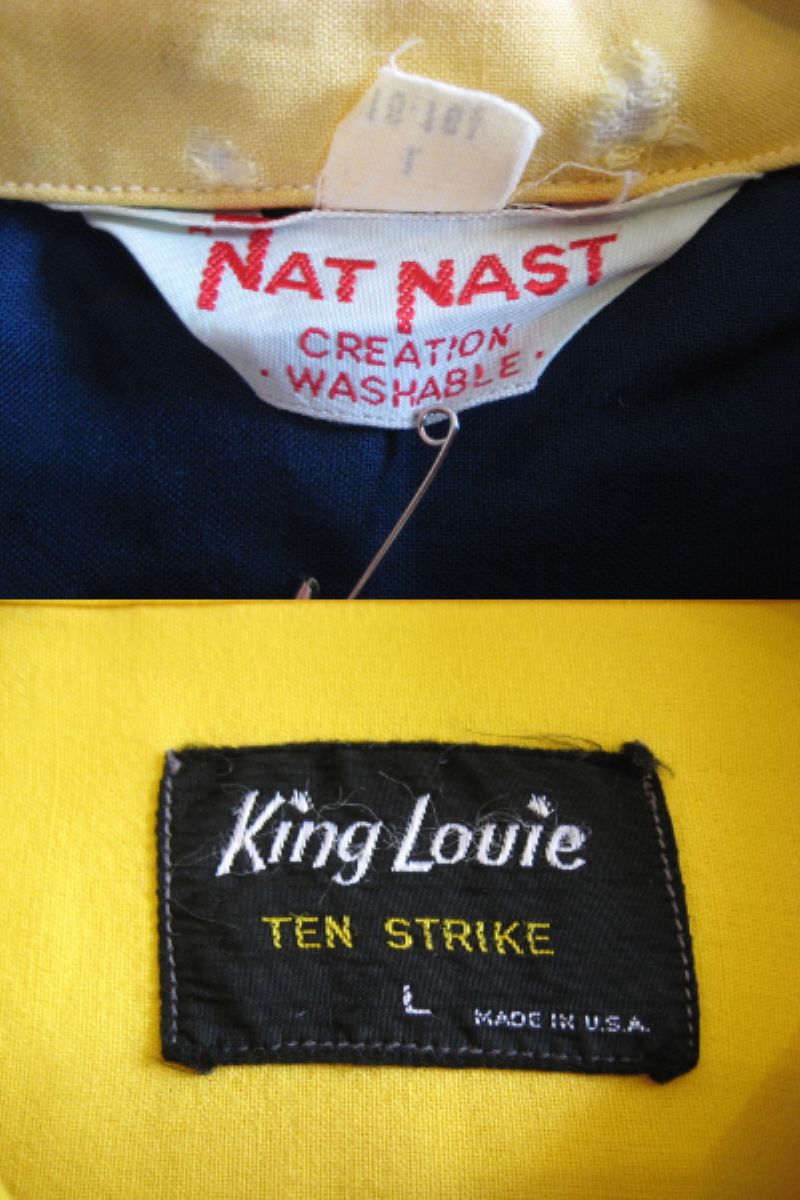 NAT NAST
CREATION
· WASHABLE ·
King Louie
TEN STRIKE
L
MADE IN U.S.A.